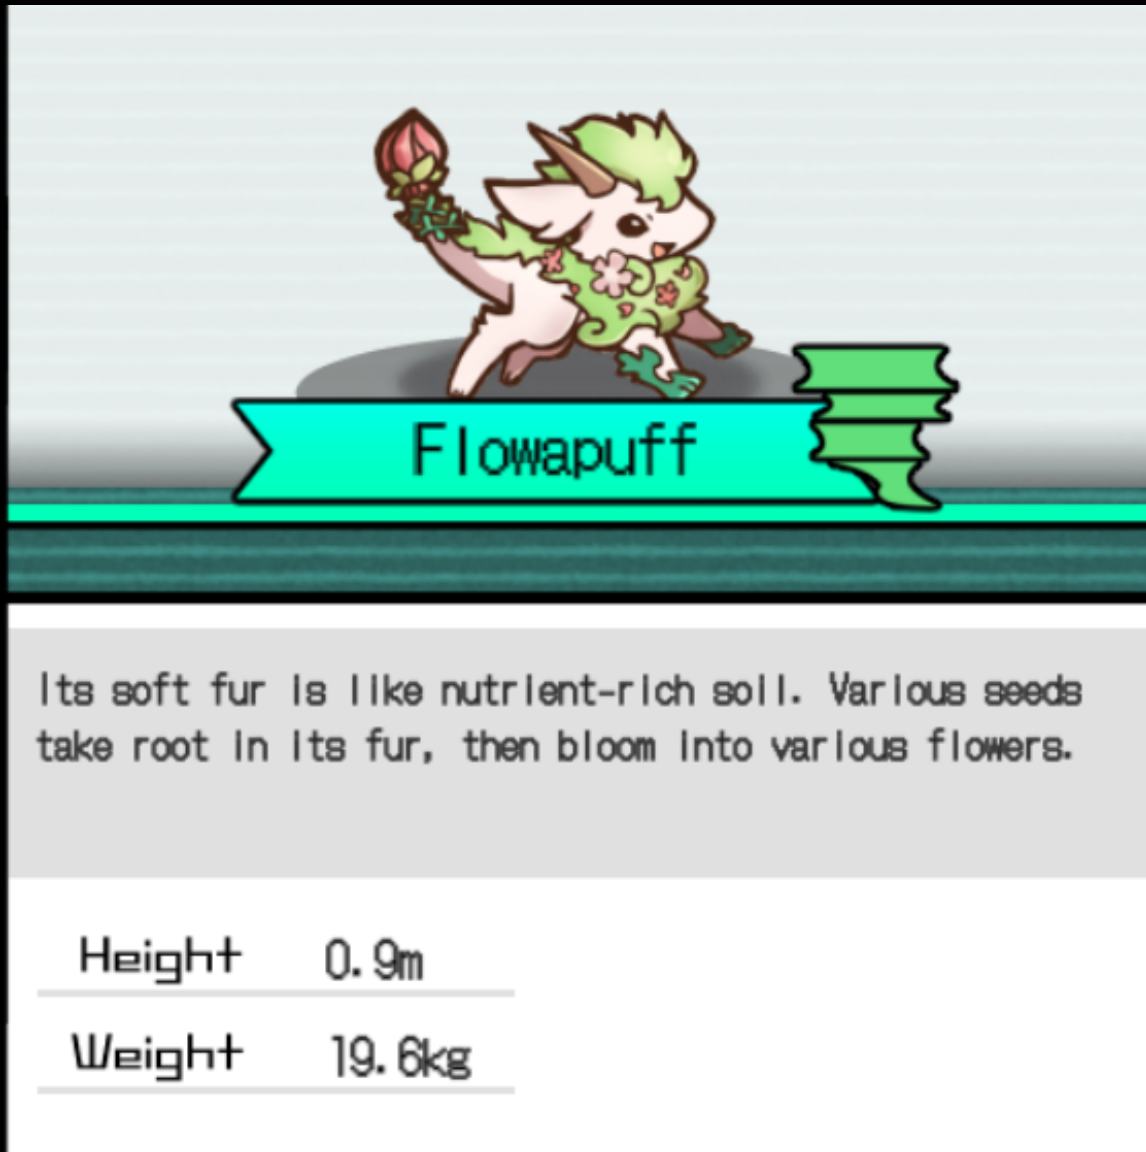 Flowapuff
Its soft fur is like nutrient-rich soil. Various seeds
take root in its fur, then bloom into various flowers.
Height 0.9m
Weight 19.6kg